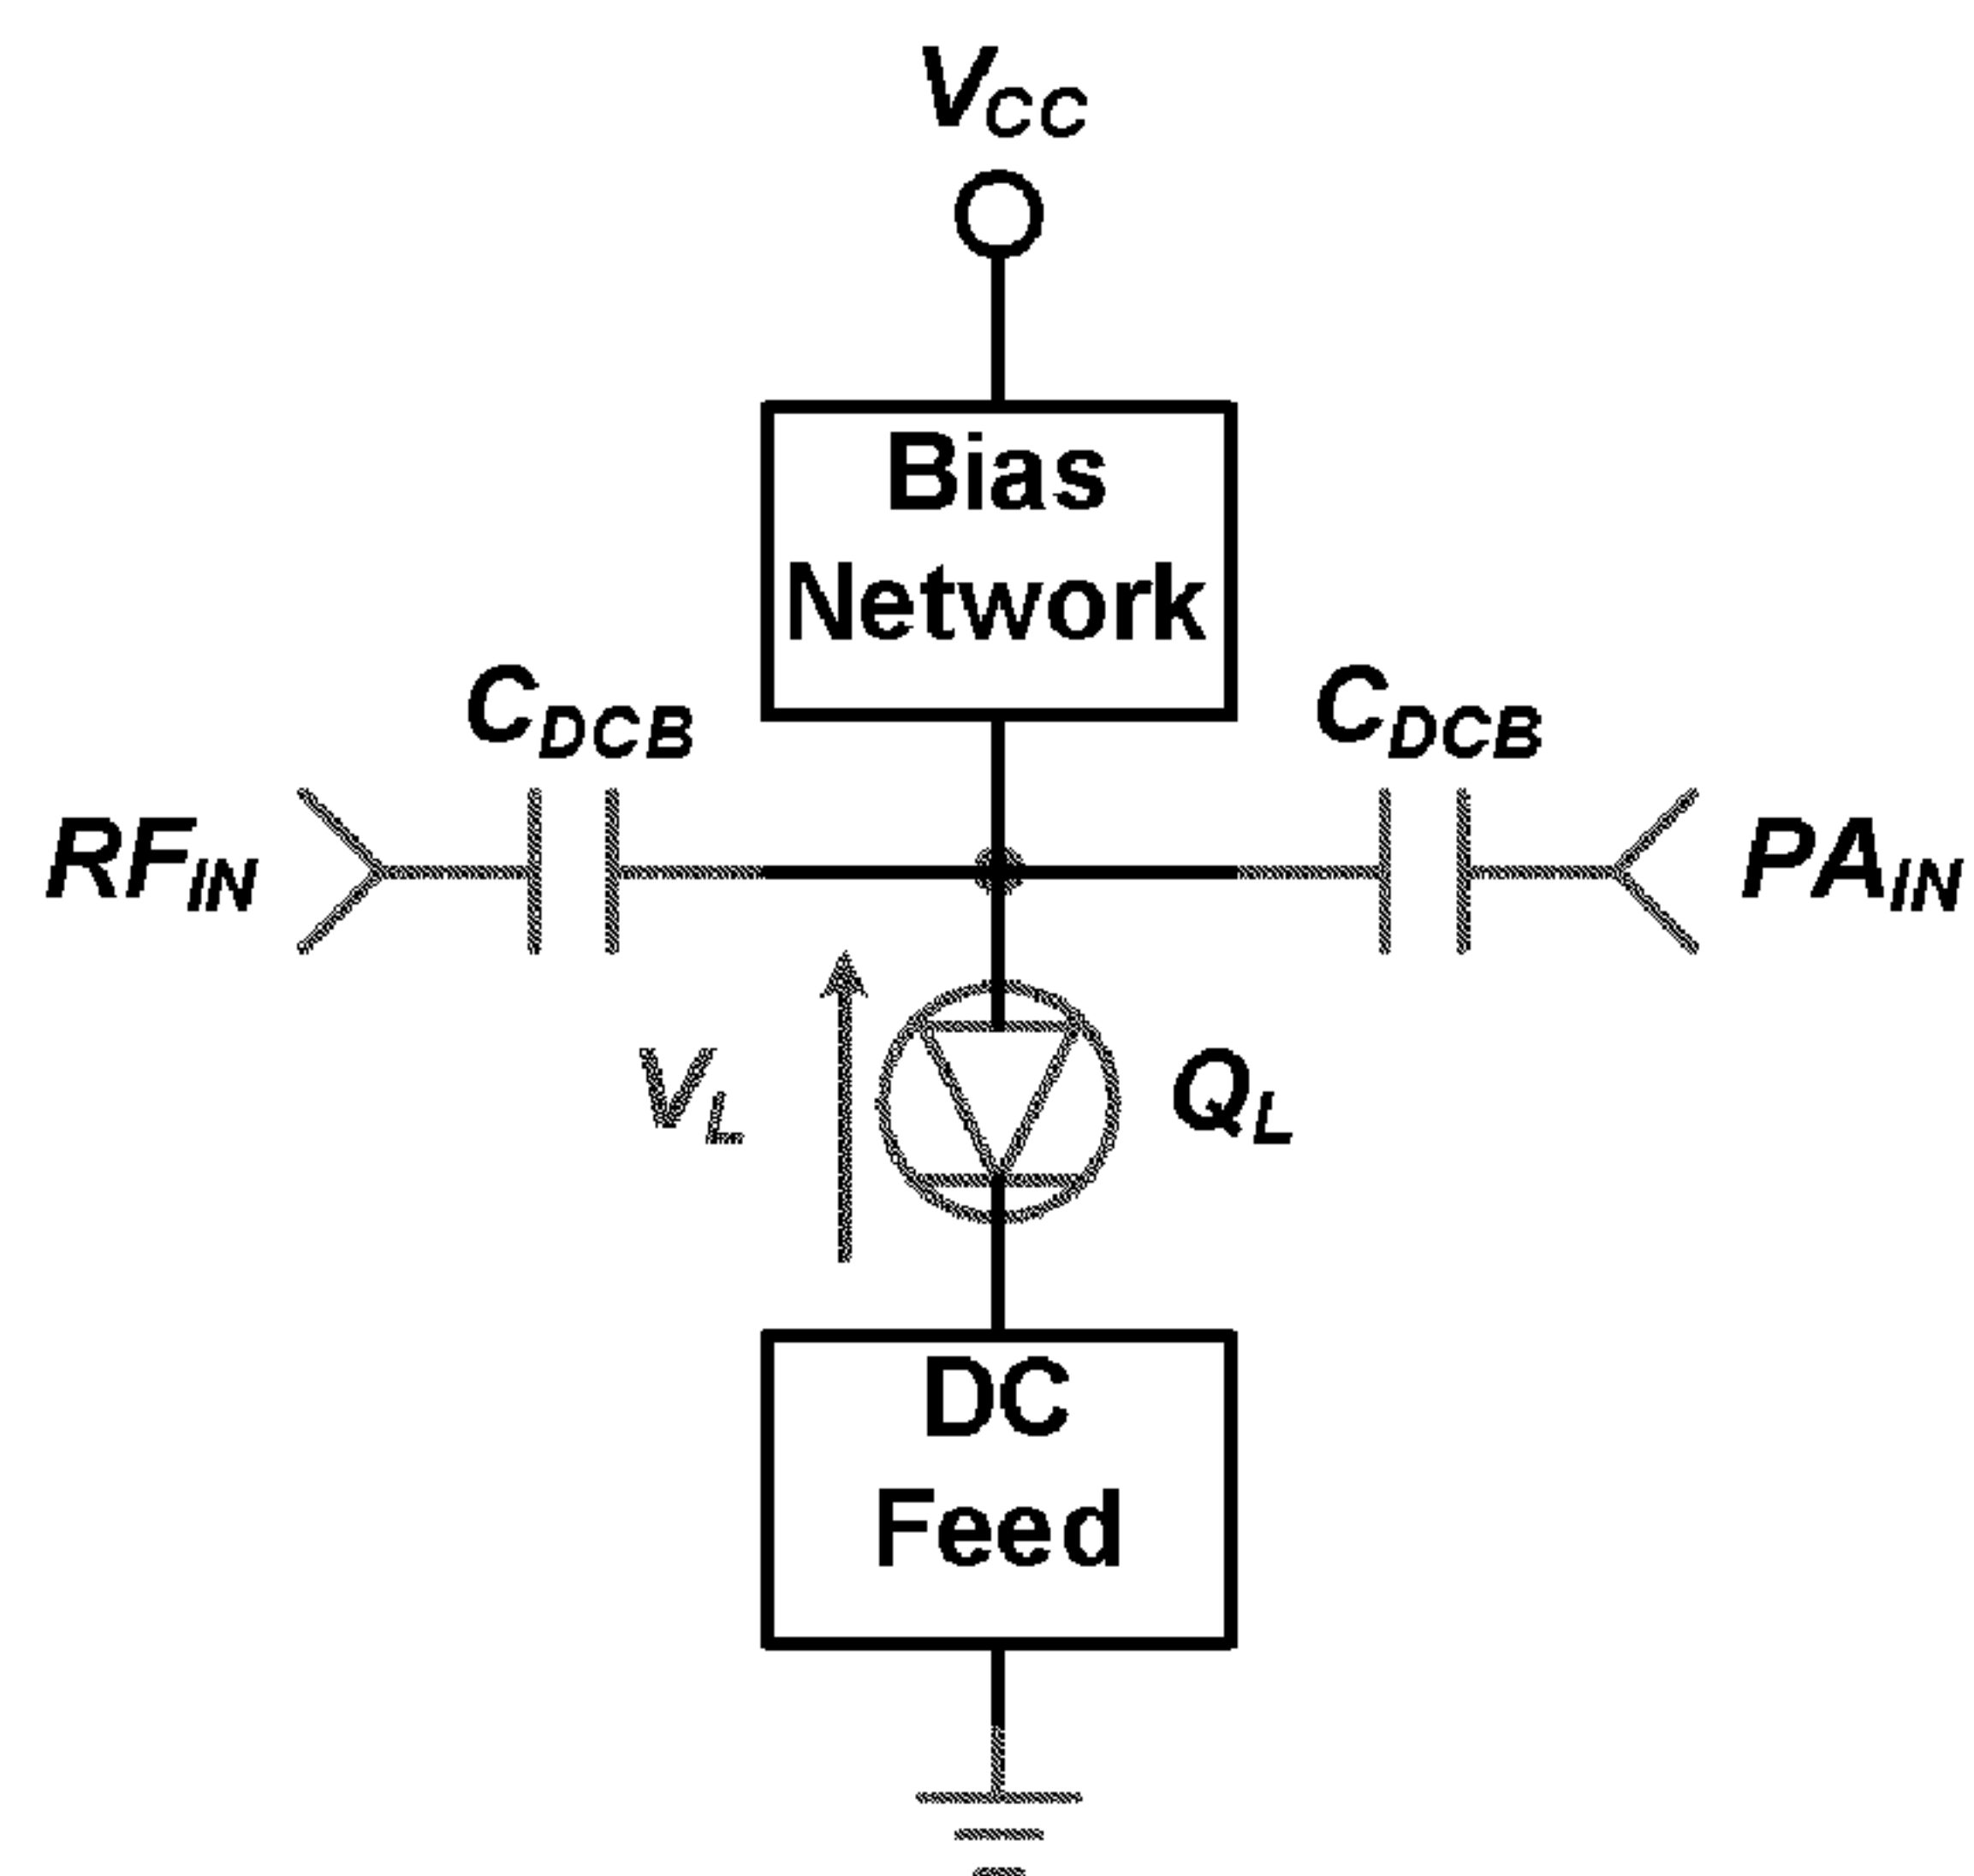 VCC
Bias
Network
CDCB
CDCB
RFIN
PAIN
VL
QL
DC
Feed